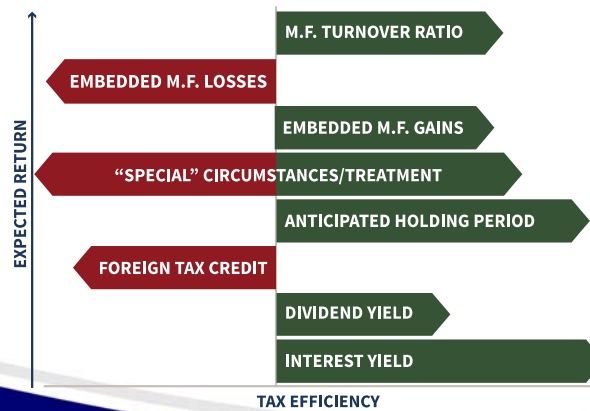 M.F. TURNOVER RATIO
EMBEDDED M.F. LOSSES
EMBEDDED M.F. GAINS
“SPECIAL” CIRCUMSTANCES/TREATMENT
ANTICIPATED HOLDING PERIOD
FOREIGN TAX CREDIT
DIVIDEND YIELD
INTEREST YIELD
EXPECTED RETURN
TAX EFFICIENCY